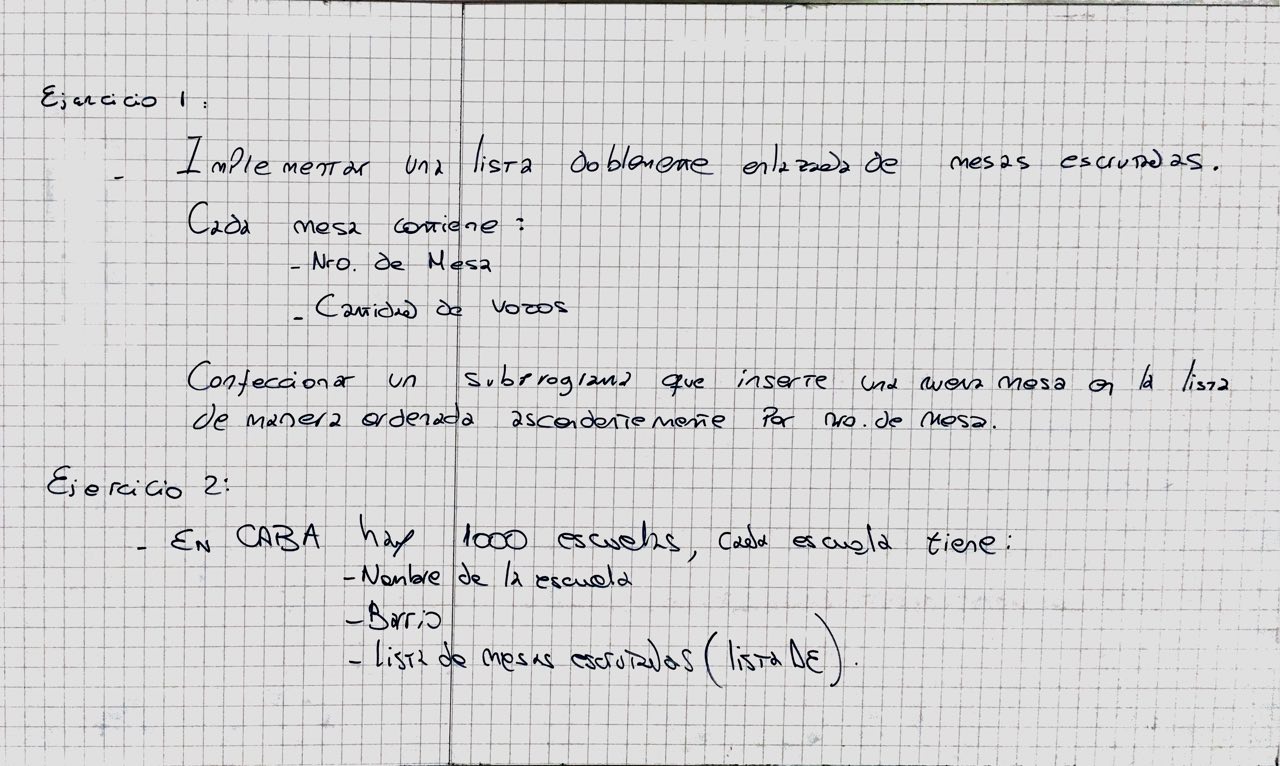 Ejercicio 1:
- Implementar una lista doblemente enlazada de mesas escrutadas.
Cada mesa contiene:
- Nro. de Mesa
- Cantidad de votos
Confeccionar un subprograma que inserte una nueva mesa en la lista
de manera ordenada ascendentemente por nro. de mesa.
Ejercicio 2:
- EN CABA hay 1000 escuelas, cada escuela tiene:
- Nombre de la escuela
- Barrio
- Lista de mesas escrutadas (lista DE).